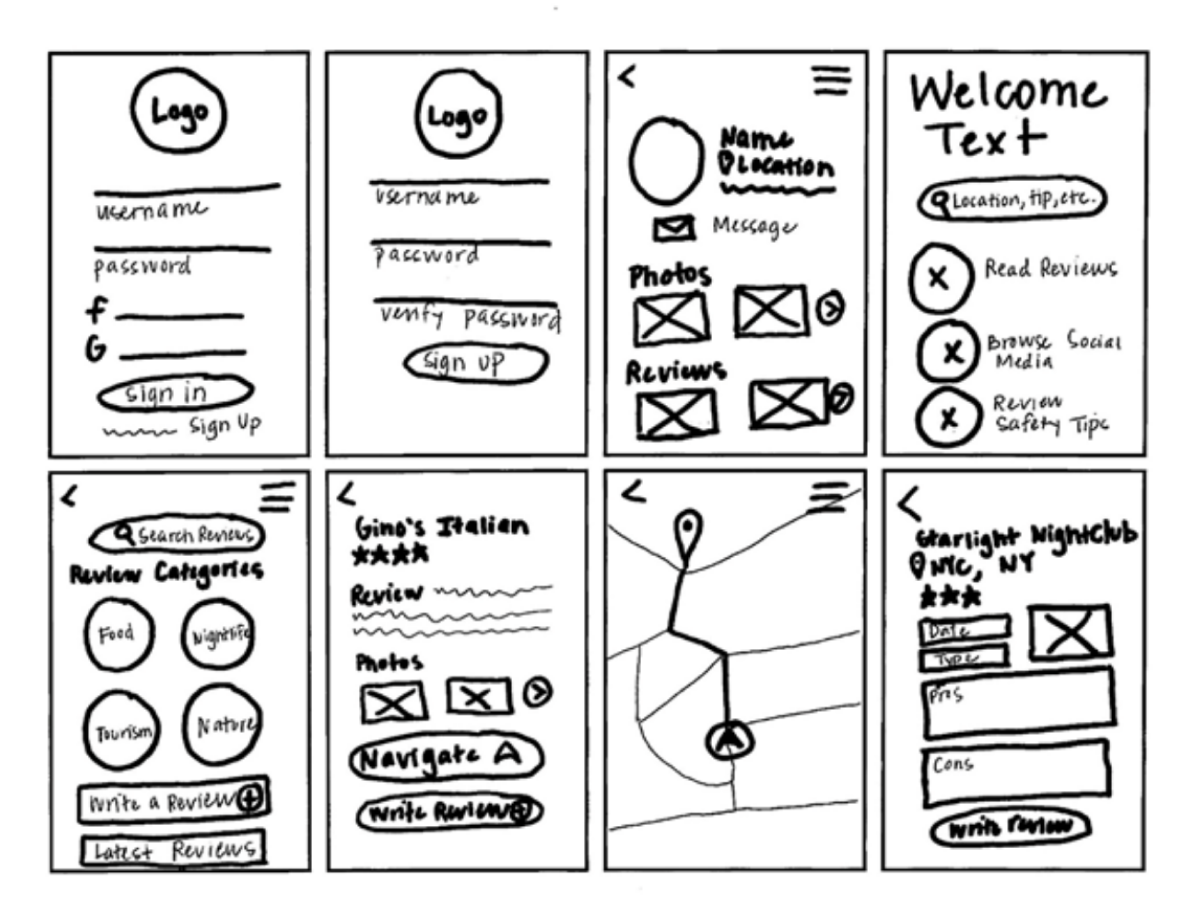 Logo
username
password
f
G
sign in
Sign Up
Logo
username
password
verify password
sign up
<
Name
Location
Message
Photos
>
Reviews
>
Welcome
Text
Location, tip, etc.
X Read Reviews
X Browse Social
Media
X Review
Safety Tips
<
Search Reviews
Review Categories
Food
Nightlife
Tourism
Nature
Write a Review +
Latest Reviews
<
Gino's Italian
★★★★
Review
Photos
>
Navigate
Write Review +
<
<
Starlight NightClub
NYC, NY
★★★
Date
Type
Pros
Cons
Write review